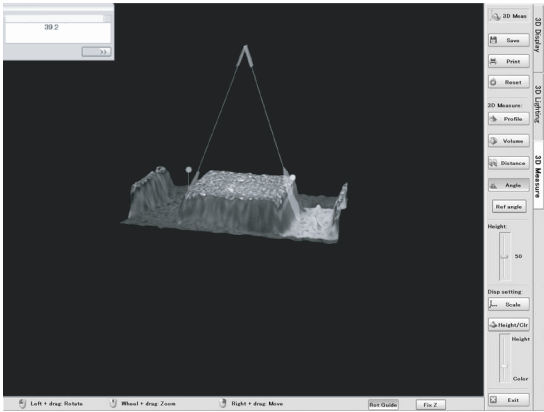 39.2
>>
3D Meas
Save
Print
Reset
3D Measure:
Profile
Volume
Distance
Angle
Ref angle
Height:
50
Disp setting:
Scale
Height/Clr
Height
Color
Exit
3D Display
3D Lighting
3D Measure
Left + drag: Rotate
Wheel + drag: Zoom
Right + drag: Move
Rot Guide
Fix Z